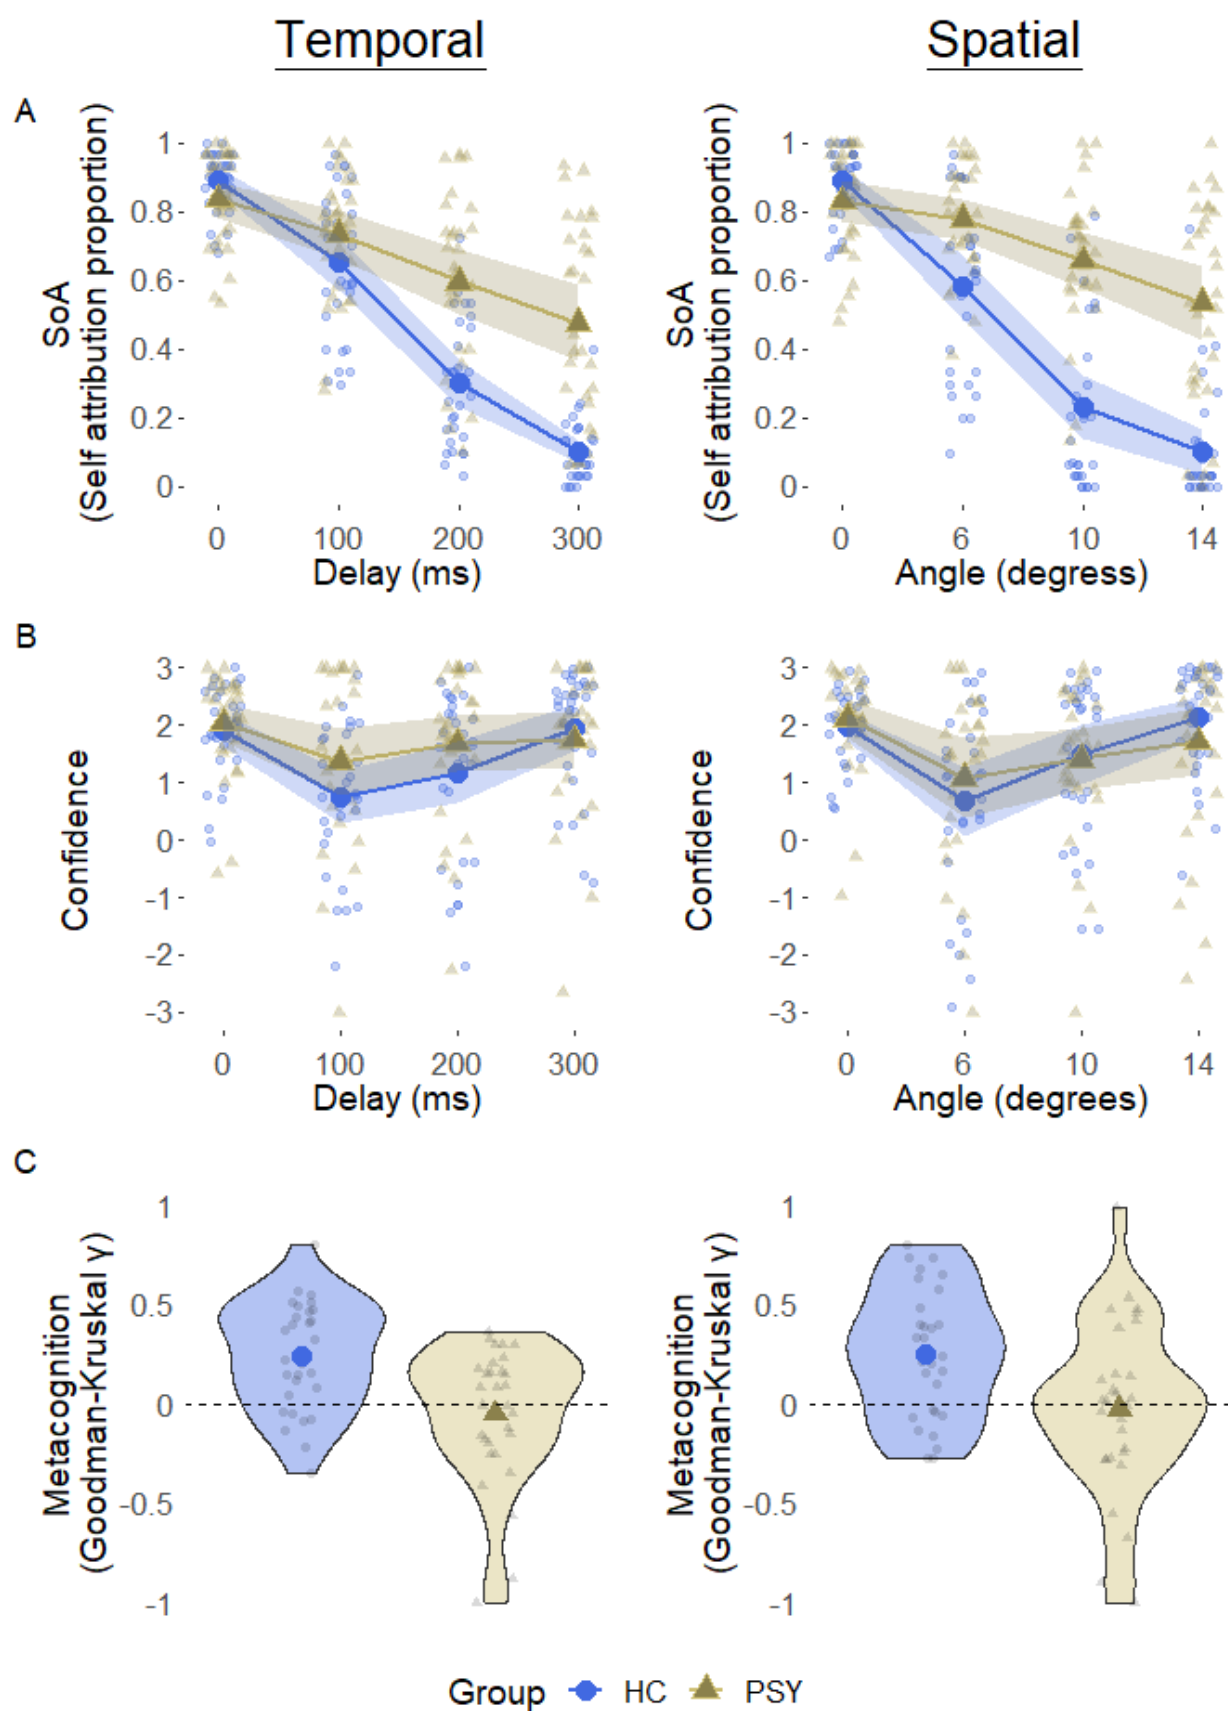 Temporal
Spatial
A
SoA
(Self attribution proportion)
1
0.8
0.6
0.4
0.2
0
0 100 200 300
Delay (ms)
SoA
(Self attribution proportion)
1
0.8
0.6
0.4
0.2
0
0 6 10 14
Angle (degress)
B
Confidence
3
2
1
0
-1
-2
-3
0 100 200 300
Delay (ms)
Confidence
3
2
1
0
-1
-2
-3
0 6 10 14
Angle (degrees)
C
Metacognition
(Goodman-Kruskal γ)
1
0.5
0
-0.5
-1
Metacognition
(Goodman-Kruskal γ)
1
0.5
0
-0.5
-1
Group HC PSY